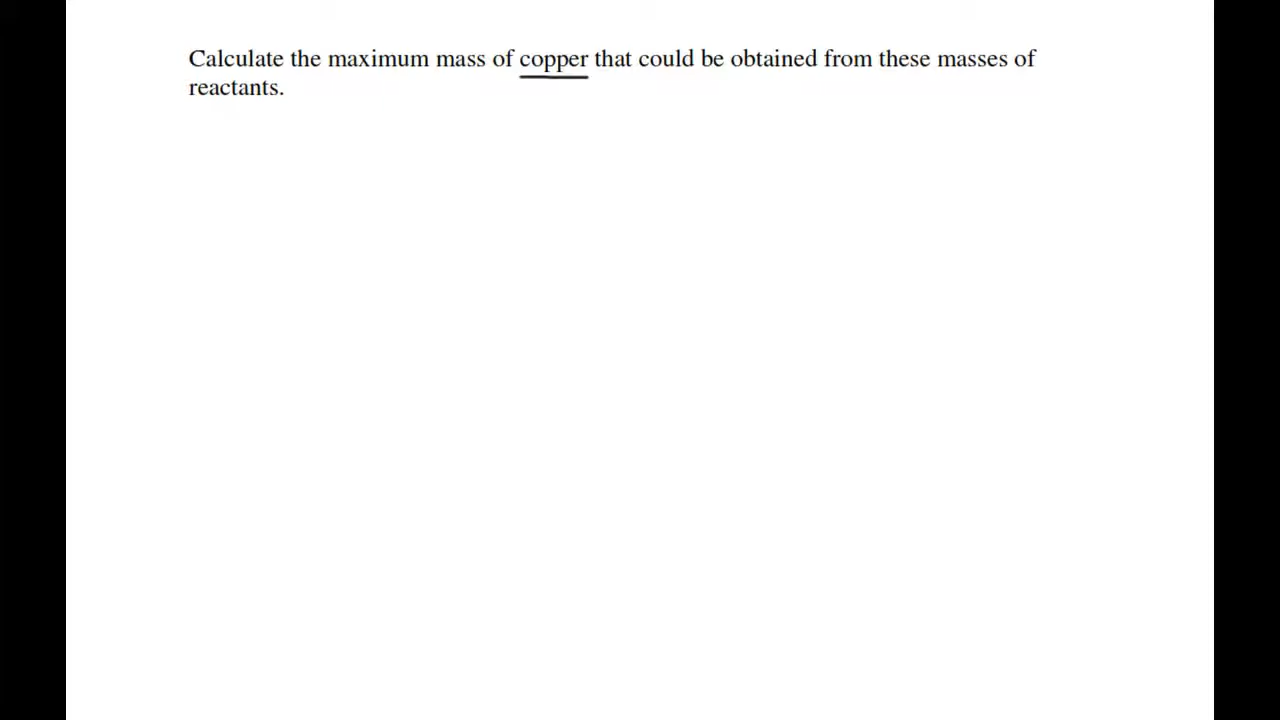 Calculate the maximum mass of copper that could be obtained from these masses of
reactants.